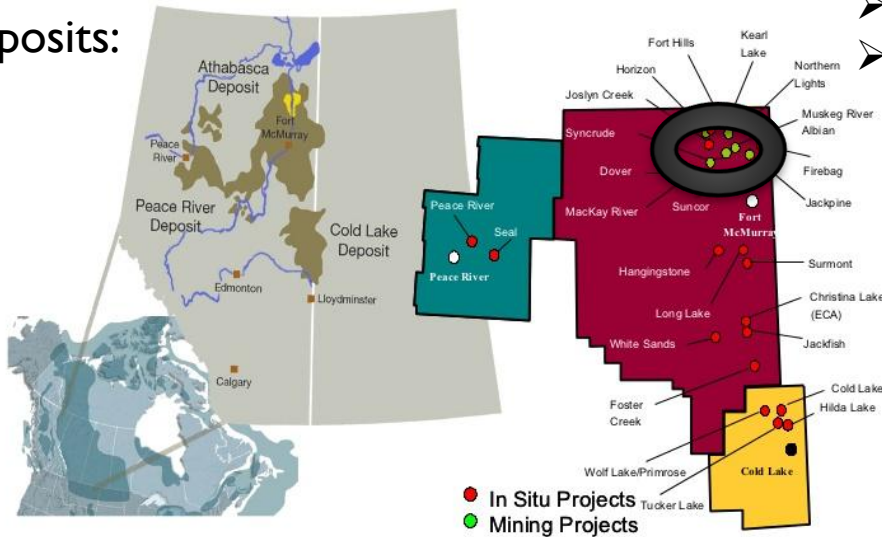 posits:
Athabasca
Deposit
Fort
McMurray
Peace
River
Peace River
Deposit
Cold Lake
Deposit
Edmonton
Lloydminster
Calgary
Peace River
Seal
Peace River
Fort Hills
Kearl
Lake
Horizon
Northern
Lights
Joslyn Creek
Muskeg River
Albian
Syncrude
Dover
Firebag
MacKay River
Suncor
Jackpine
Fort
McMurray
Hangingstone
Surmont
Long Lake
Christina Lake
(ECA)
White Sands
Jackfish
Foster
Creek
Cold Lake
Hilda Lake
Wolf Lake/Primrose
Cold Lake
Tucker Lake
In Situ Projects
Mining Projects